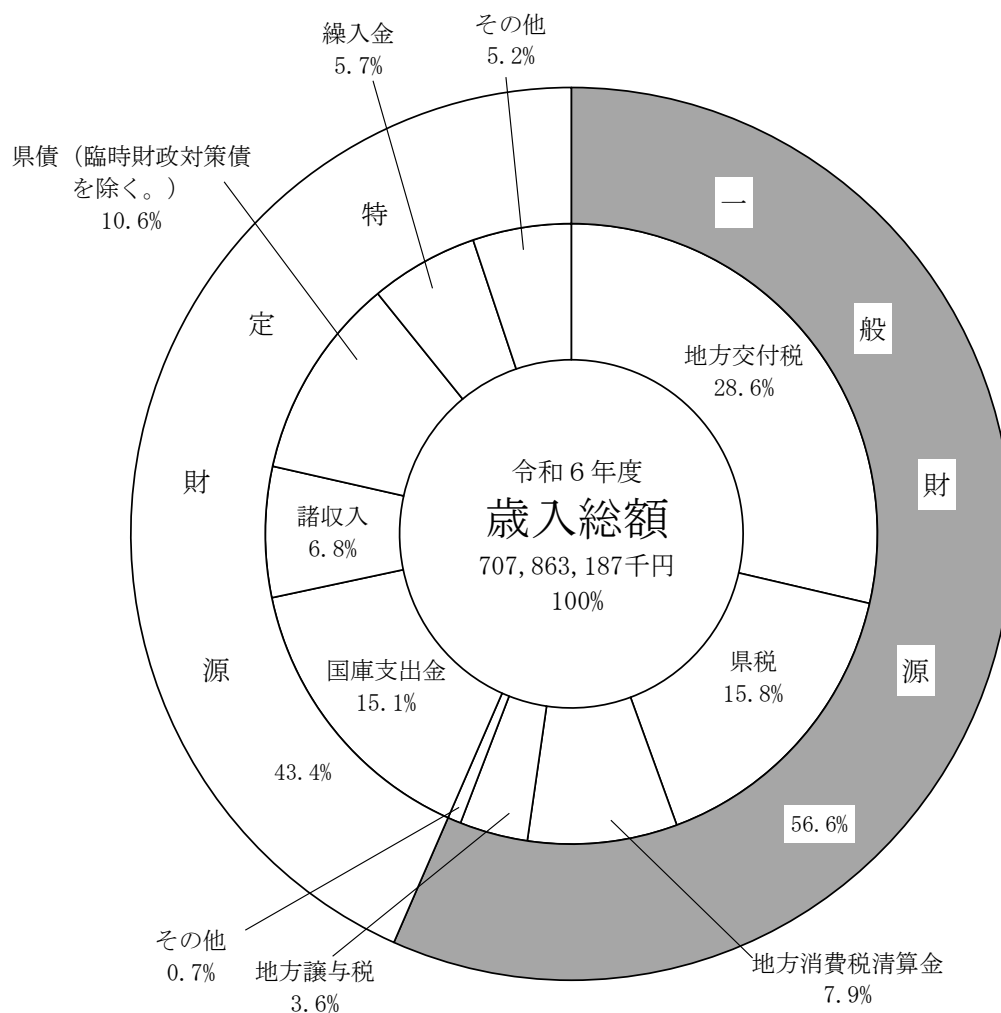 その他
5.2%
繰入金
5.7%
県債（臨時財政対策債
を除く。）
10.6%
特
定
財
源
43.4%
一
般
財
源
56.6%
地方交付税
28.6%
令和６年度
歳入総額
707,863,187千円
100%
諸収入
6.8%
国庫支出金
15.1%
県税
15.8%
その他
0.7%
地方譲与税
3.6%
地方消費税清算金
7.9%